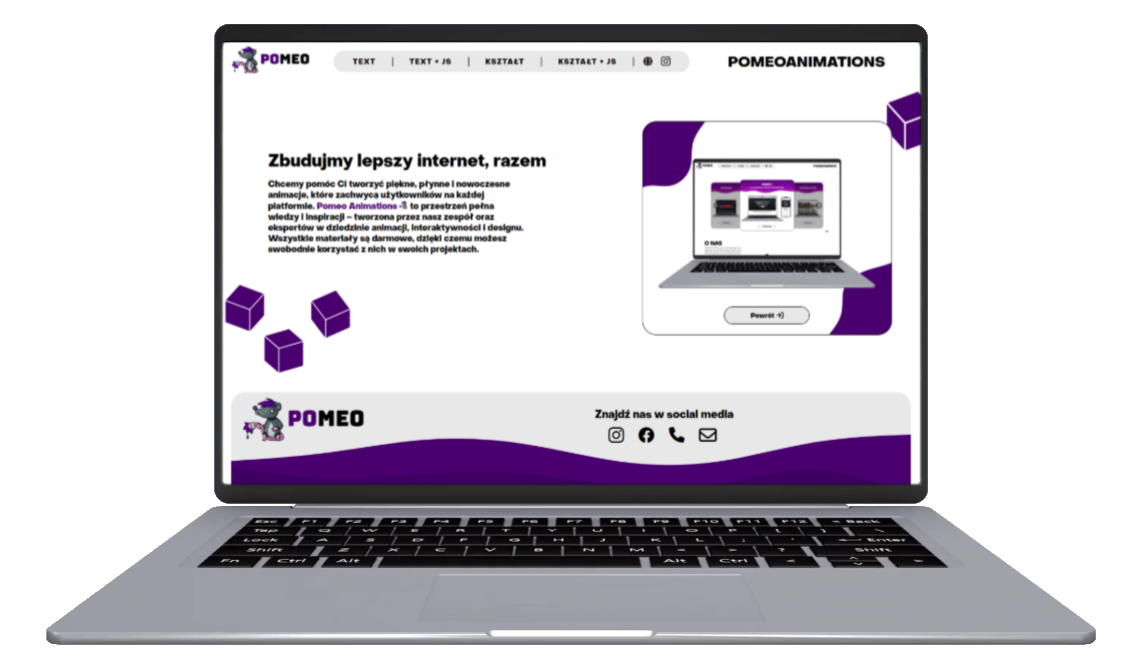 POMEO
TEXT | TEXT + JS | KSZTAŁT | KSZTAŁT + JS |
POMEOANIMATIONS
Zbudujmy lepszy internet, razem
Chcemy pomóc Ci tworzyć piękne, płynne i nowoczesne
animacje, które zachwycą użytkowników na każdej
platformie. Pomeo Animations - to przestrzeń pełna
wiedzy i inspiracji – tworzona przez nasz zespół oraz
ekspertów w dziedzinie animacji, interaktywności i designu.
Wszystkie materiały są darmowe, dzięki czemu możesz
swobodnie korzystać z nich w swoich projektach.
O NAS
Powrót
POMEO
Znajdź nas w social media
Esc F1 F2 F3 F4 F5 F6 F7 F8 F9 F10 F11 F12 < Back
Tap Q W E R T Y U I O P [ ] \
Lock A S D F G H J K L ; ' Enter
Shift Z X C V B N M < > ? Shift
Fn Ctrl Alt Alt Ctrl < >